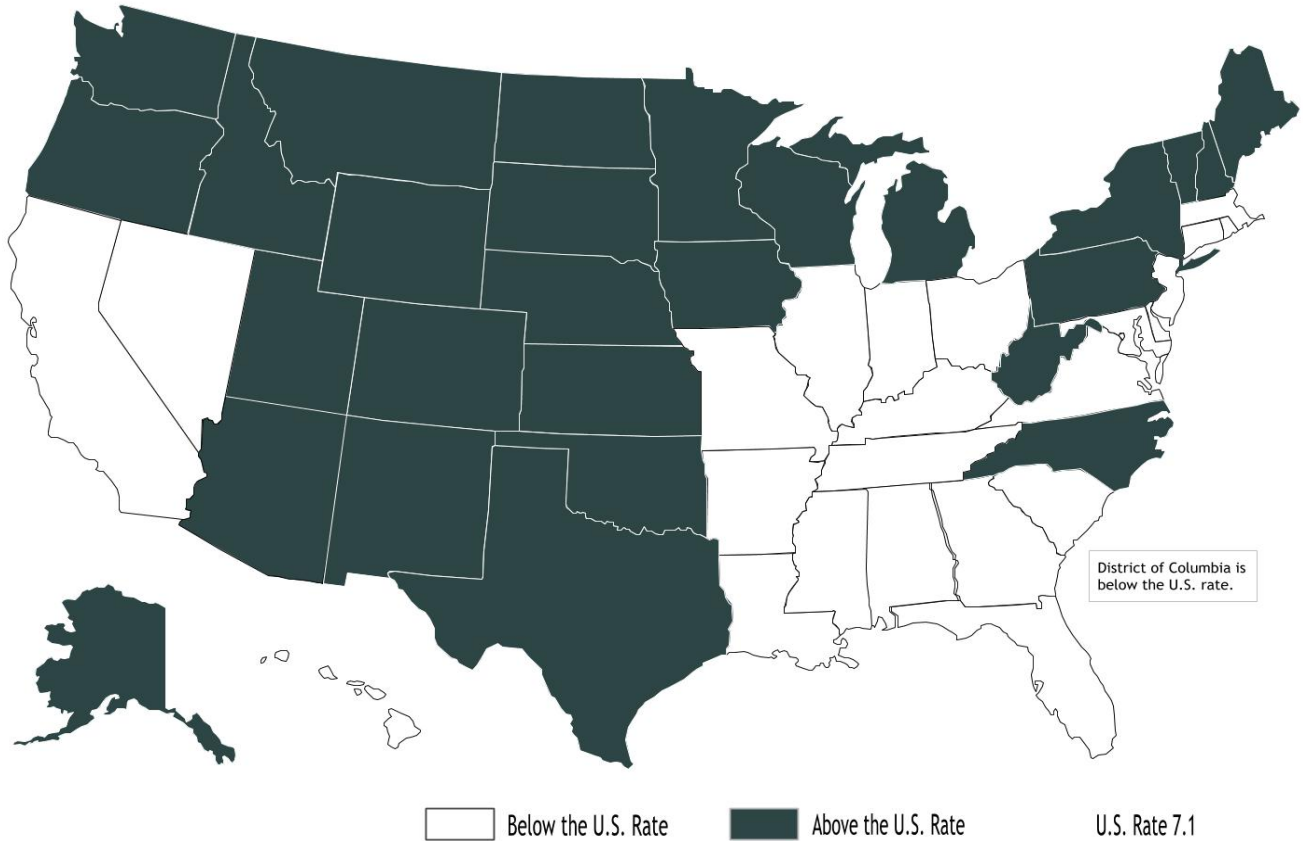 District of Columbia is
below the U.S. rate.
Below the U.S. Rate
Above the U.S. Rate
U.S. Rate 7.1